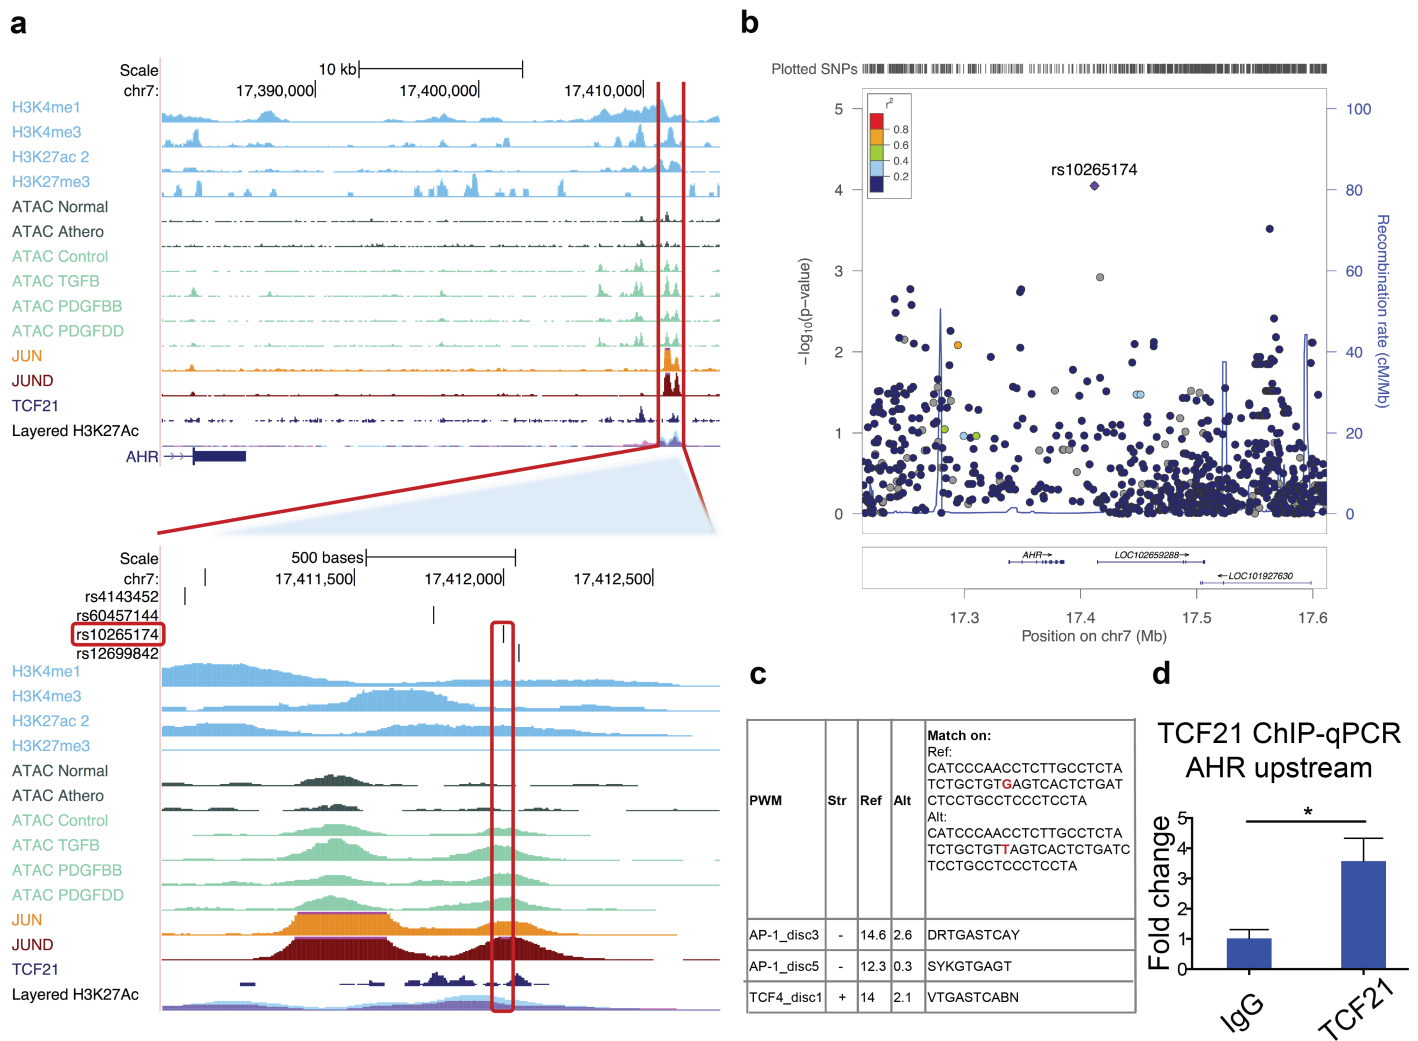 a
Scale
10 kb
chr7:
17,390,000
17,400,000
17,410,000
H3K4me1
H3K4me3
H3K27ac 2
H3K27me3
ATAC Normal
ATAC Athero
ATAC Control
ATAC TGFB
ATAC PDGFBB
ATAC PDGFDD
JUN
JUND
TCF21
Layered H3K27Ac
AHR
Scale
500 bases
chr7:
17,411,500
17,412,000
17,412,500
rs4143452
rs60457144
rs10265174
rs12699842
H3K4me1
H3K4me3
H3K27ac 2
H3K27me3
ATAC Normal
ATAC Athero
ATAC Control
ATAC TGFB
ATAC PDGFBB
ATAC PDGFDD
JUN
JUND
TCF21
Layered H3K27Ac
b
Plotted SNPs
r2
0.8
0.6
0.4
0.2
rs10265174
5
4
3
2
1
0
−log10(p−value)
100
80
60
40
20
0
Recombination rate (cM/Mb)
AHR→
LOC102659288→
←LOC101927630
17.3
17.4
17.5
17.6
Position on chr7 (Mb)
c
PWM Str Ref Alt
Match on:
Ref:
CATCCCAACCTCTTGCCTCTA
TCTGCTGTGAGTCACTCTGAT
CTCCTGCCTCCCTCCTA
Alt:
CATCCCAACCTCTTGCCTCTA
TCTGCTGTTAGTCACTCTGATC
TCCTGCCTCCCTCCTA
AP-1_disc3 - 14.6 2.6 DRTGASTCAY
AP-1_disc5 - 12.3 0.3 SYKGTGAGT
TCF4_disc1 + 14 2.1 VTGASTCABN
d
TCF21 ChIP-qPCR
AHR upstream
*
Fold change
5
4
3
2
1
0
IgG
TCF21